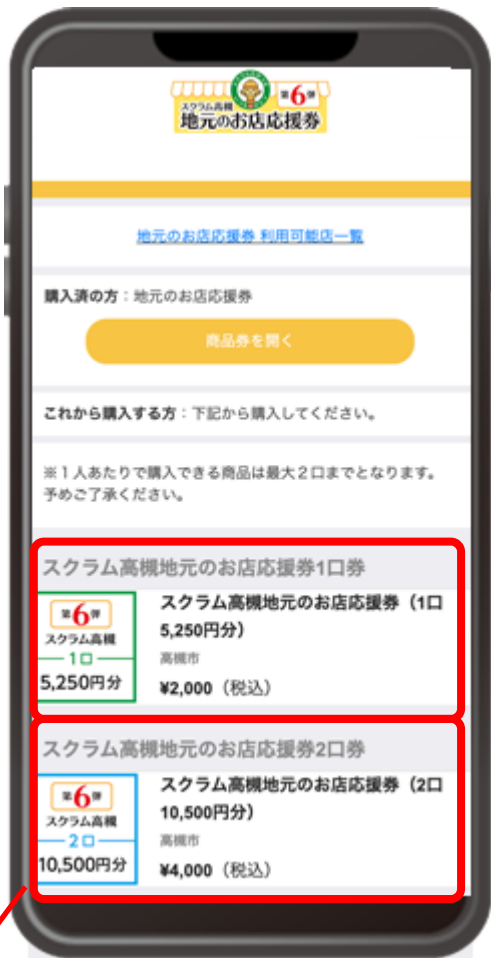 スクラム高槻
第6弾
地元のお店応援券
地元のお店応援券 利用可能店一覧
購入済の方：地元のお店応援券
商品券を開く
これから購入する方：下記から購入してください。
※１人あたりで購入できる商品は最大２口までとなります。
予めご了承ください。
スクラム高槻地元のお店応援券1口券
第6弾
スクラム高槻
1口
5,250円分
スクラム高槻地元のお店応援券（1口
5,250円分）
高槻市
¥2,000（税込）
スクラム高槻地元のお店応援券2口券
第6弾
スクラム高槻
2口
10,500円分
スクラム高槻地元のお店応援券（2口
10,500円分）
高槻市
¥4,000（税込）